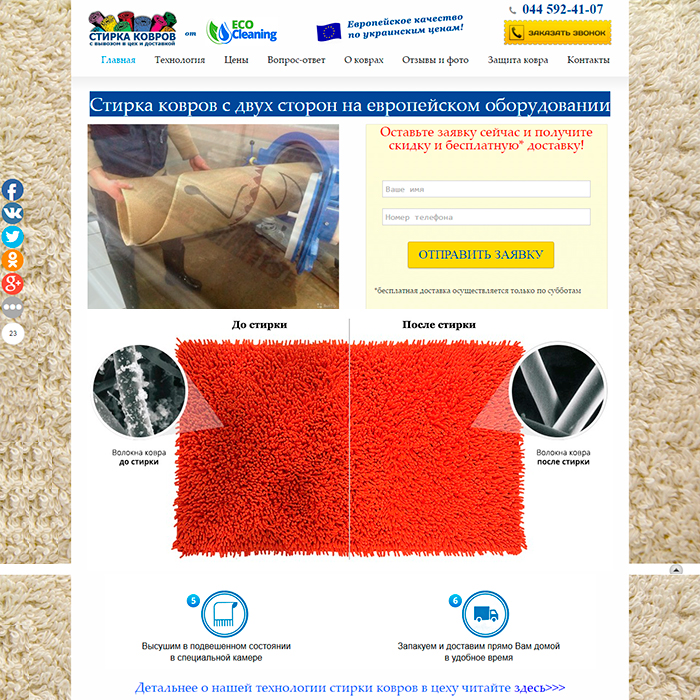 СТИРКА КОВРОВ
С ВЫВОЗОМ В ЦЕХ И ДОСТАВКОЙ
от
ECO
Cleaning
Европейское качество
по украинским ценам!
044 592-41-07
ЗАКАЗАТЬ ЗВОНОК
Главная Технология Цены Вопрос-ответ О коврах Отзывы и фото Защита ковра Контакты
Стирка ковров с двух сторон на европейском оборудовании
Оставьте заявку сейчас и получите
скидку и бесплатную* доставку!
Ваше имя
Номер телефона
ОТПРАВИТЬ ЗАЯВКУ
*бесплатная доставка осуществляется только по субботам
23
До стирки После стирки
Волокна ковра
до стирки
Волокна ковра
после стирки
5
Высушим в подвешенном состоянии
в специальной камере
6
Запакуем и доставим прямо Вам домой
в удобное время
Детальнее о нашей технологии стирки ковров в цеху читайте здесь>>>